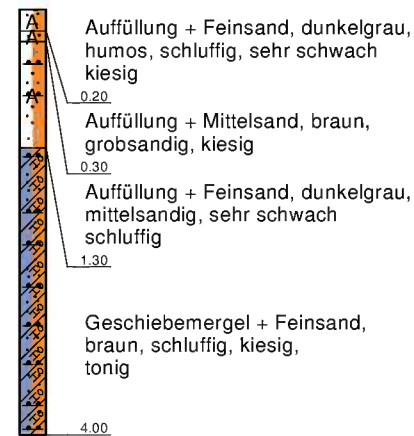 A
Auffüllung + Feinsand, dunkelgrau,
humos, schluffig, sehr schwach
kiesig
0.20
A
Auffüllung + Mittelsand, braun,
grobsandig, kiesig
0.30
A
Auffüllung + Feinsand, dunkelgrau,
mittelsandig, sehr schwach
schluffig
1.30
Geschiebemergel + Feinsand,
braun, schluffig, kiesig,
tonig
4.00